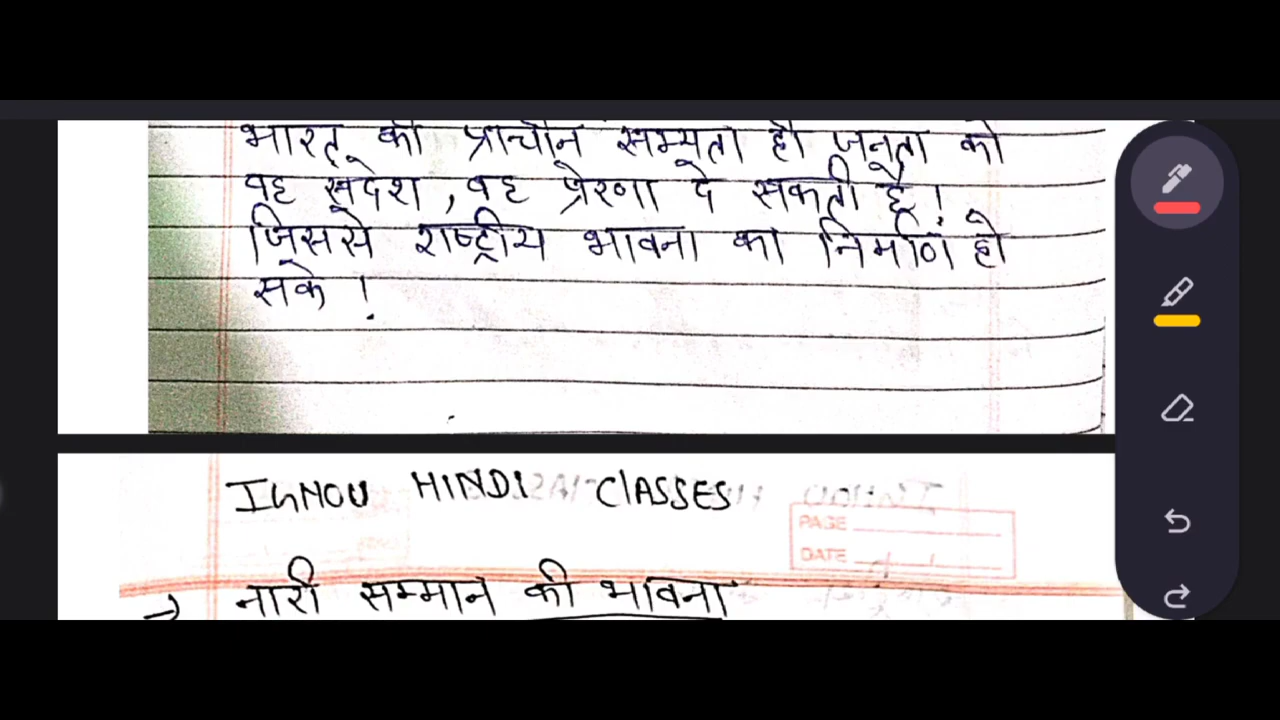 भारत की प्राचीन सभ्यता ही जनता को
वह संदेश, वह प्रेरणा दे सकती है!
जिससे राष्ट्रीय भावना का निर्माण हो
सके !
IGNOU HINDI ClASSES
PAGE
DATE
→ नारी सम्मान की भावना